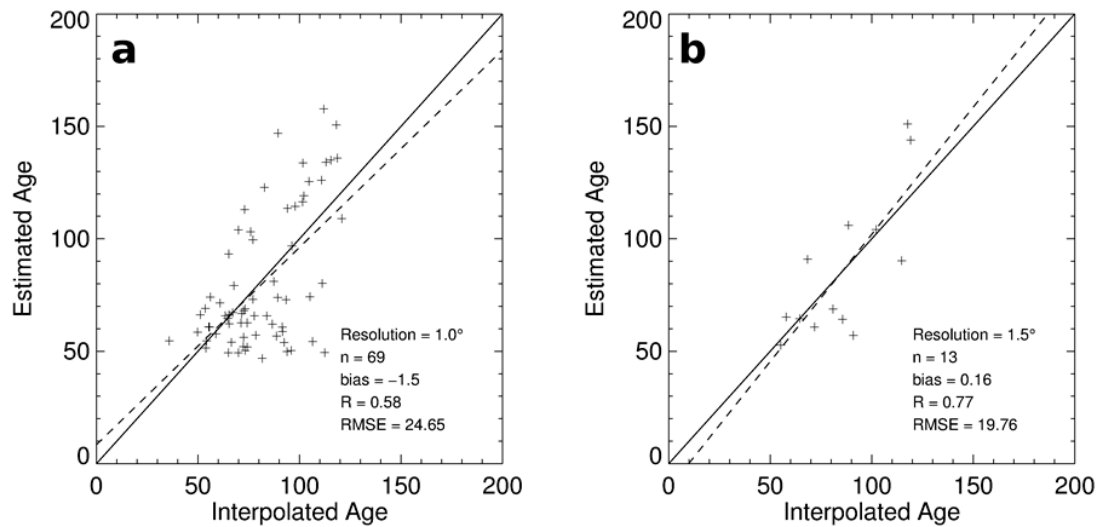 a
200
150
100
50
0
Estimated Age
0 50 100 150 200
Interpolated Age
Resolution = 1.0°
n = 69
bias = −1.5
R = 0.58
RMSE = 24.65
b
200
150
100
50
0
Estimated Age
0 50 100 150 200
Interpolated Age
Resolution = 1.5°
n = 13
bias = 0.16
R = 0.77
RMSE = 19.76